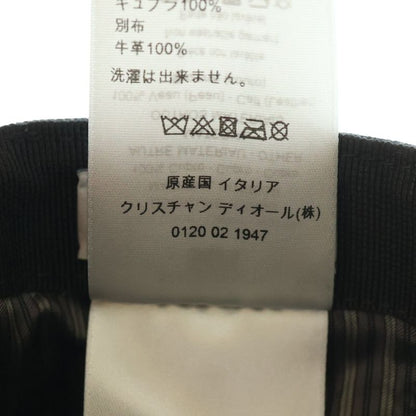 キュプラ100%
別布
牛革100%
洗濯は出来ません。
原産国 イタリア
クリスチャン ディオール(株)
0120 02 1947